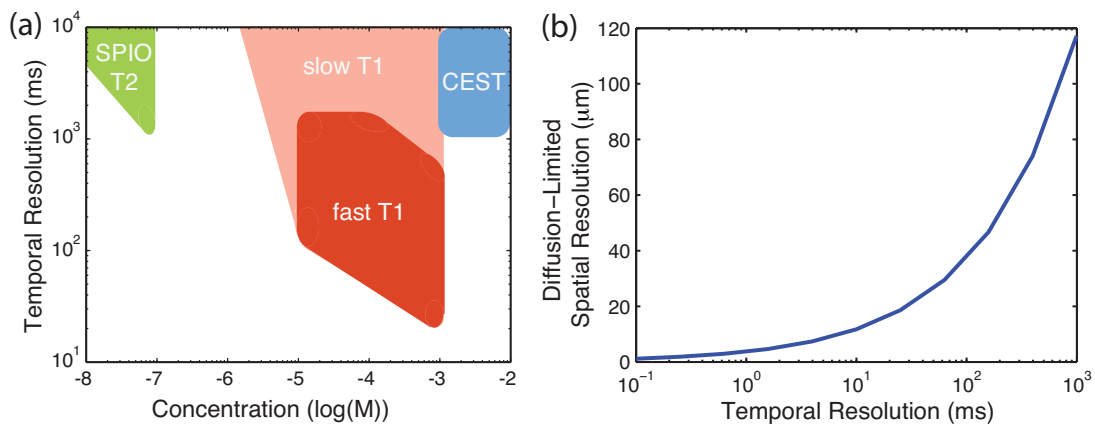 (a)
10^4
10^3
10^2
10^1
Temporal Resolution (ms)
SPIO
T2
slow T1
CEST
fast T1
-8
-7
-6
-5
-4
-3
-2
Concentration (log(M))
(b)
120
100
80
60
40
20
0
Diffusion-Limited
Spatial Resolution (μm)
10^-1
10^0
10^1
10^2
10^3
Temporal Resolution (ms)